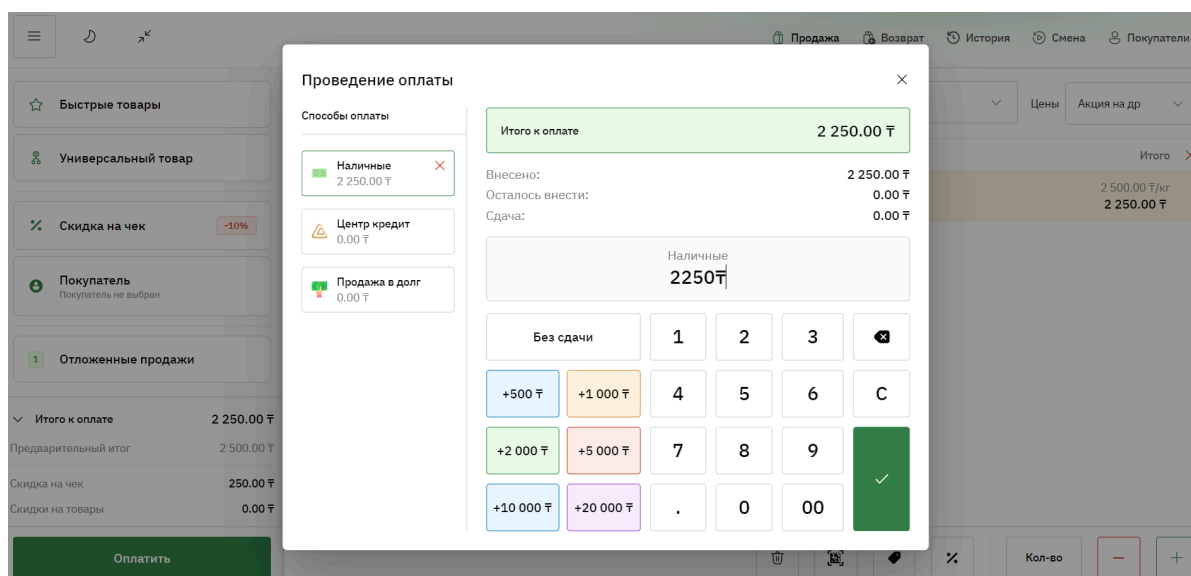 Продажа
Возврат
История
Смена
Покупатели
Быстрые товары
Универсальный товар
Скидка на чек
-10%
Покупатель
Покупатель не выбран
1
Отложенные продажи
Итого к оплате
2 250.00 ₸
Предварительный итог
2 500.00 ₸
Скидка на чек
250.00 ₸
Скидки на товары
0.00 ₸
Оплатить
Проведение оплаты
Способы оплаты
Наличные
2 250.00 ₸
Центр кредит
0.00 ₸
Продажа в долг
0.00 ₸
Итого к оплате
2 250.00 ₸
Внесено:
2 250.00 ₸
Осталось внести:
0.00 ₸
Сдача:
0.00 ₸
Наличные
2250₸
Без сдачи
1
2
3
+500 ₸
+1 000 ₸
4
5
6
C
+2 000 ₸
+5 000 ₸
7
8
9
+10 000 ₸
+20 000 ₸
.
0
00
Цены
Акция на др
Итого
2 500.00 ₸/кг
2 250.00 ₸
%
Кол-во
−
+